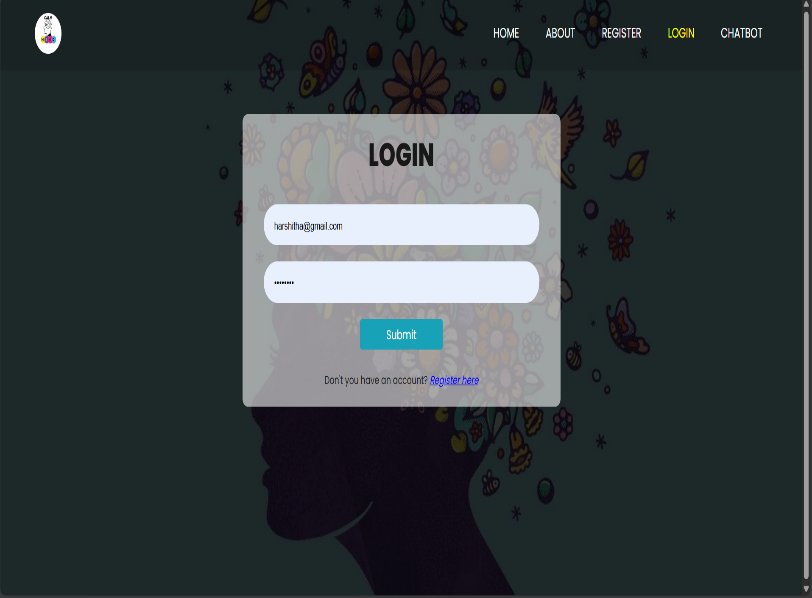 HOME ABOUT REGISTER LOGIN CHATBOT
LOGIN
harshitha@gmail.com
••••••••
Submit
Don't you have an account? Register here